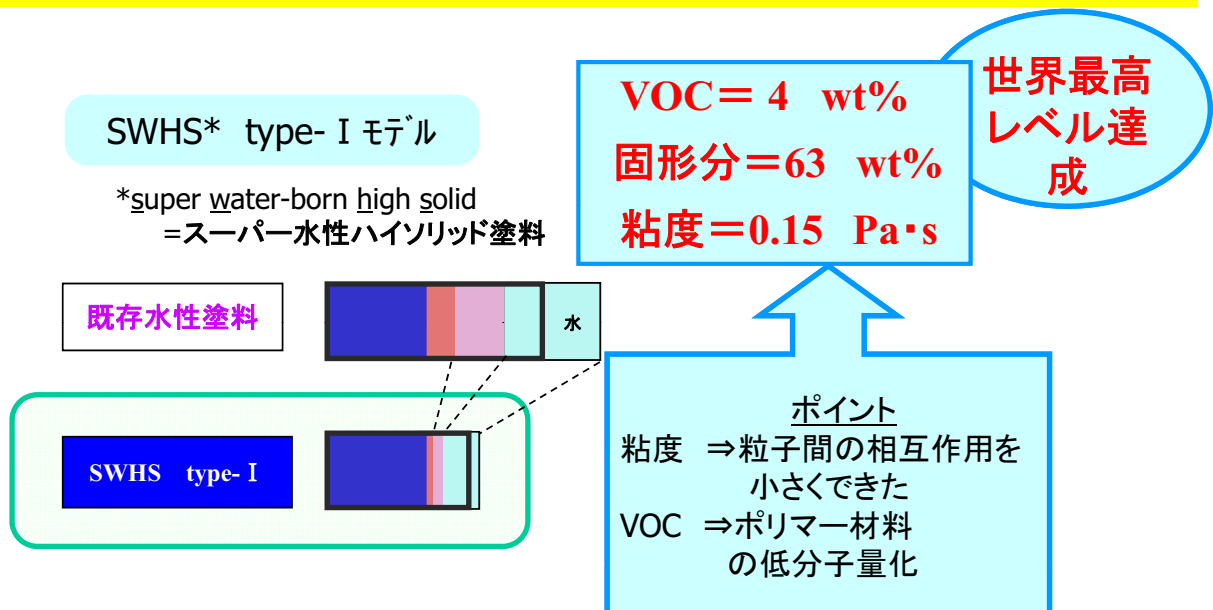 SWHS* type-Ⅰモデル
*super water-born high solid
=スーパー水性ハイソリッド塗料
VOC＝ 4 wt%
固形分＝63 wt%
粘度＝0.15 Pa･s
世界最高
レベル達
成
既存水性塗料
水
SWHS type-Ⅰ
ポイント
粘度 ⇒粒子間の相互作用を
小さくできた
VOC ⇒ポリマー材料
の低分子量化